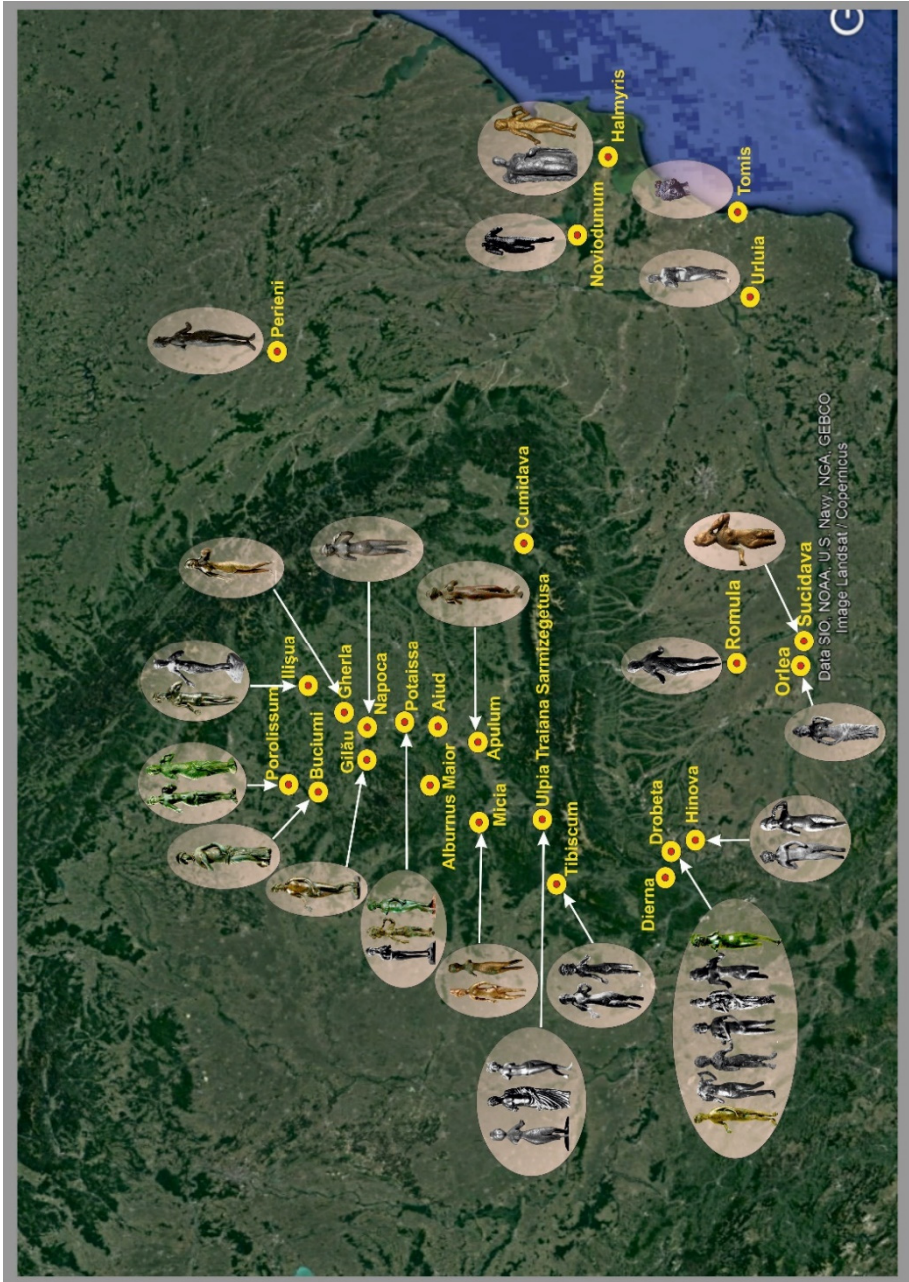 Porolissum
Perieni
Ilişua
Buciumi
Gherla
Gilău
Napoca
Potaissa
Aiud
Alburnus Maior
Apulum
Micia
Cumidava
Ulpia Traiana Sarmizegetusa
Tibiscum
Noviodunum
Halmyris
Dierna
Drobeta
Hinova
Romula
Tomis
Urluia
Orlea
Sucidava
Data SIO, NOAA, U.S. Navy, NGA, GEBCO
Image Landsat / Copernicus
G